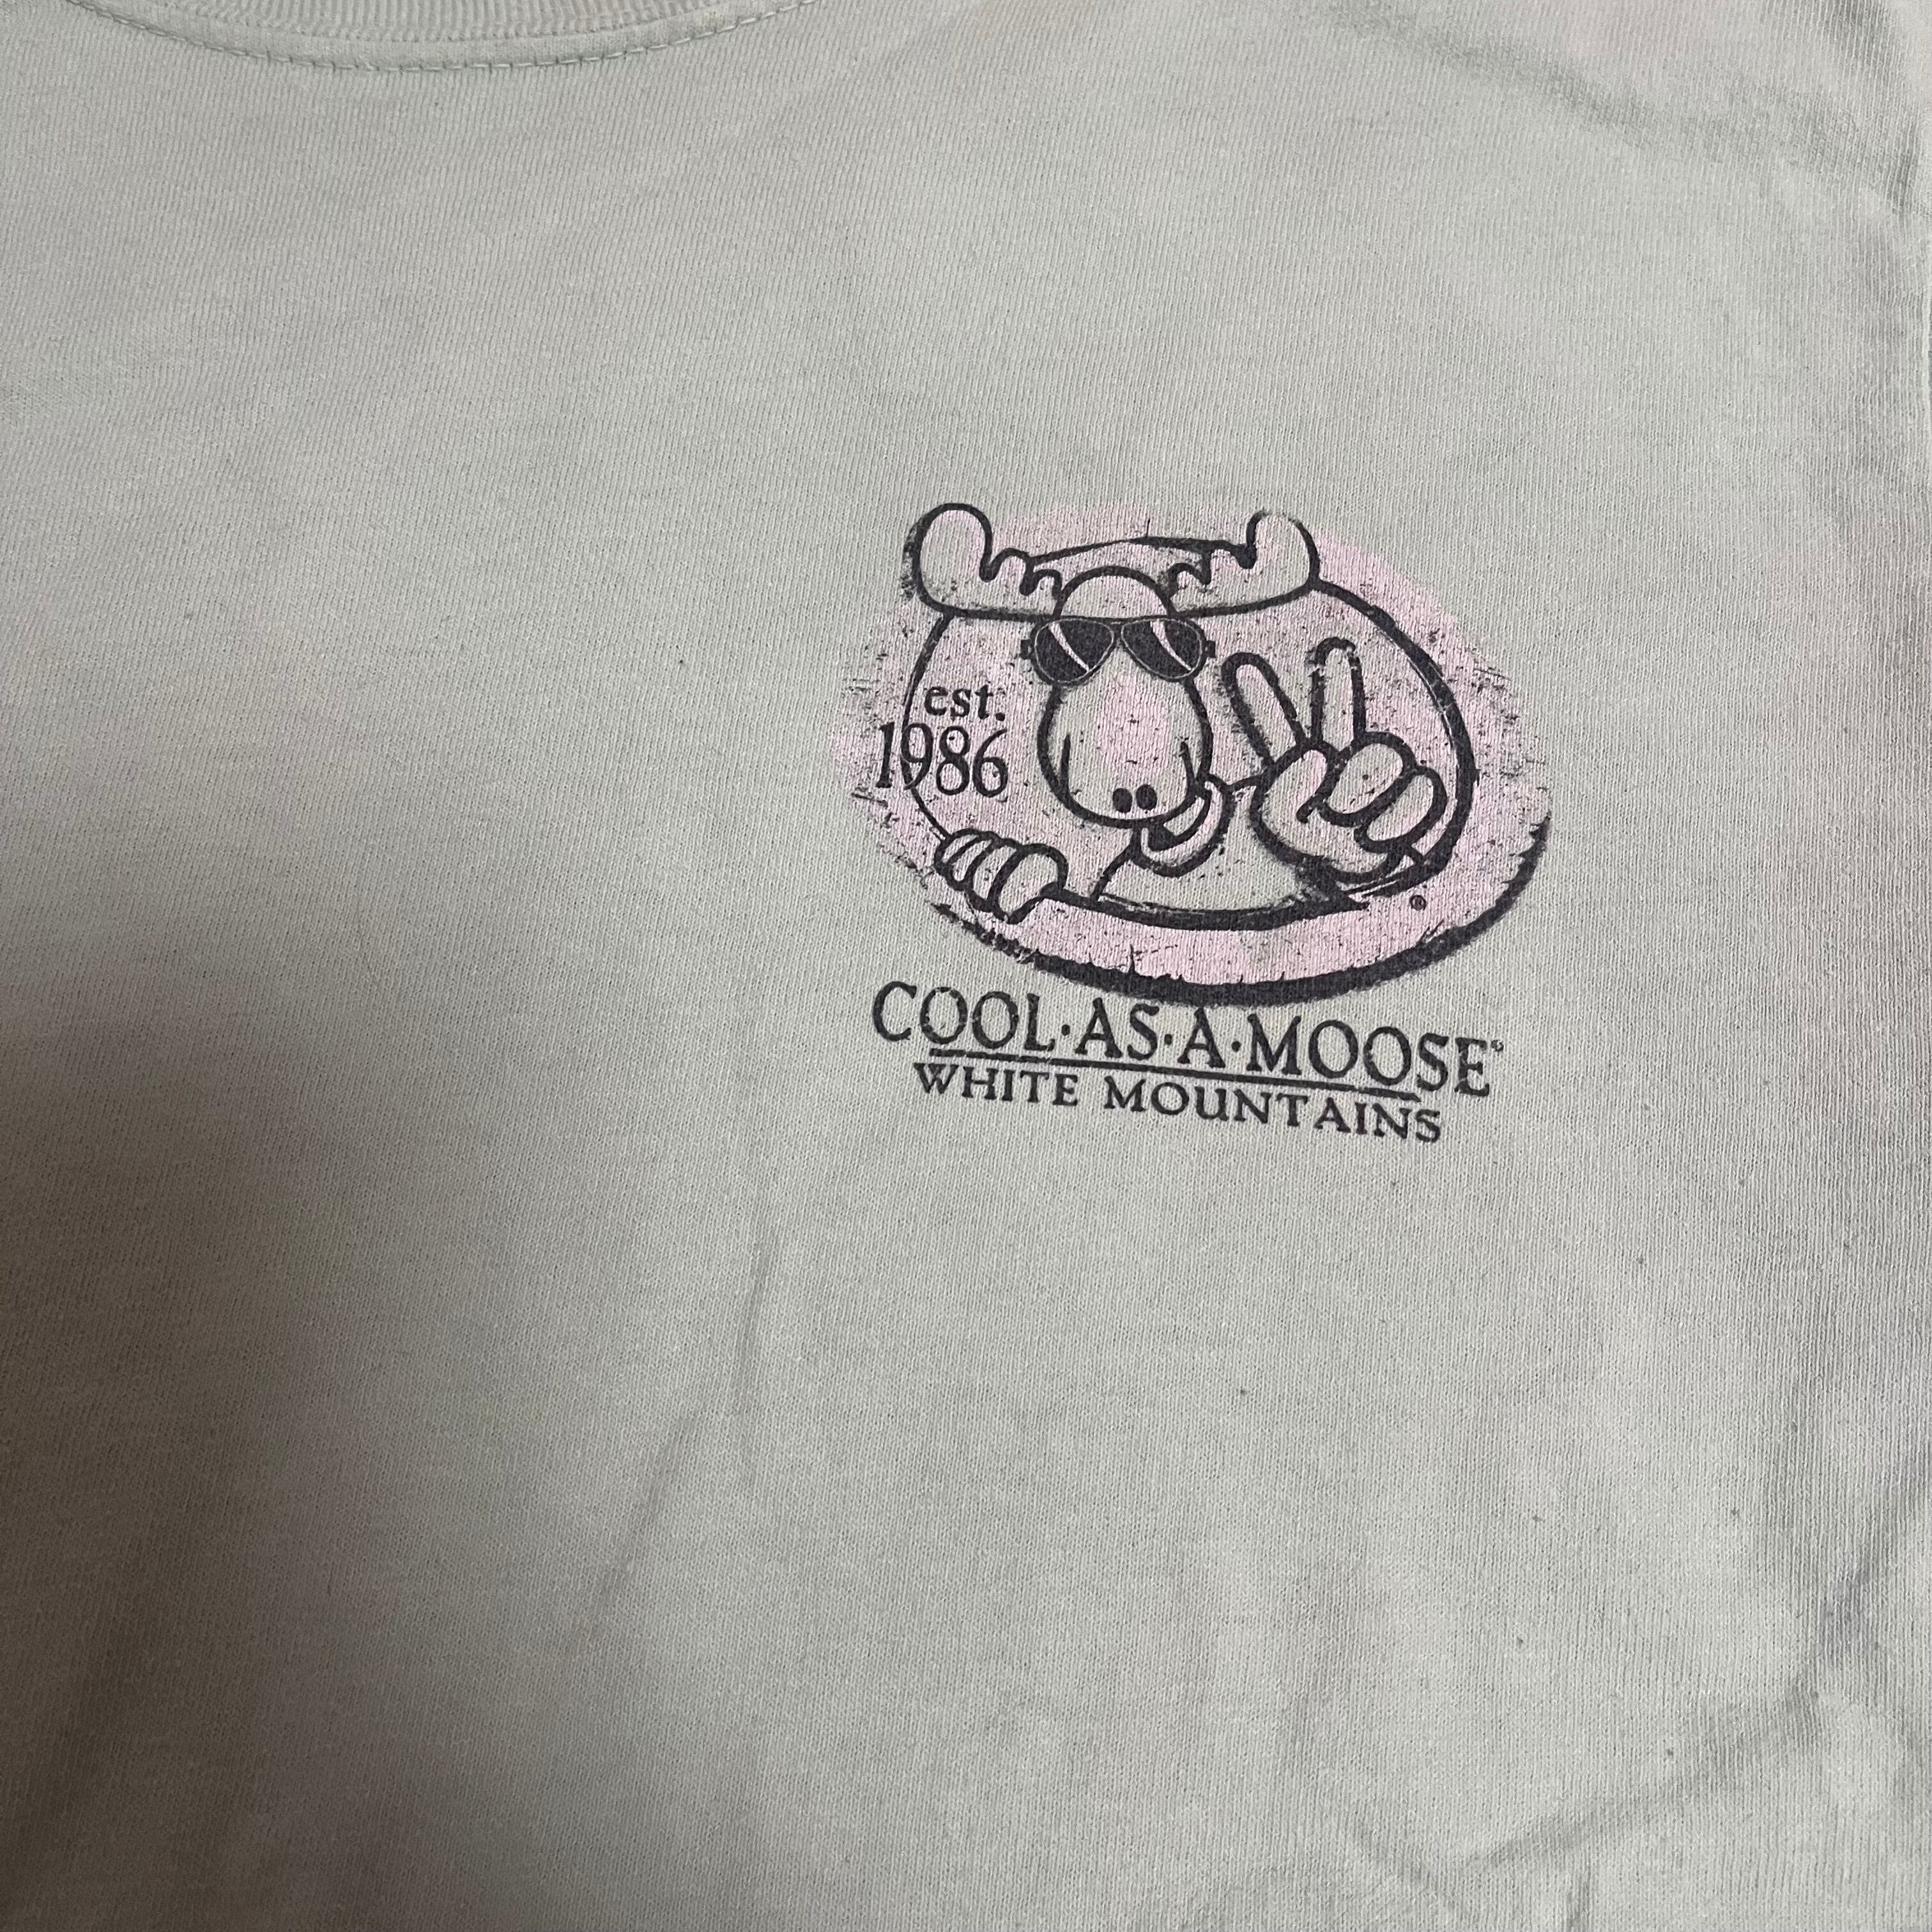 est.
1986
®
COOL·AS·A·MOOSE®
WHITE MOUNTAINS